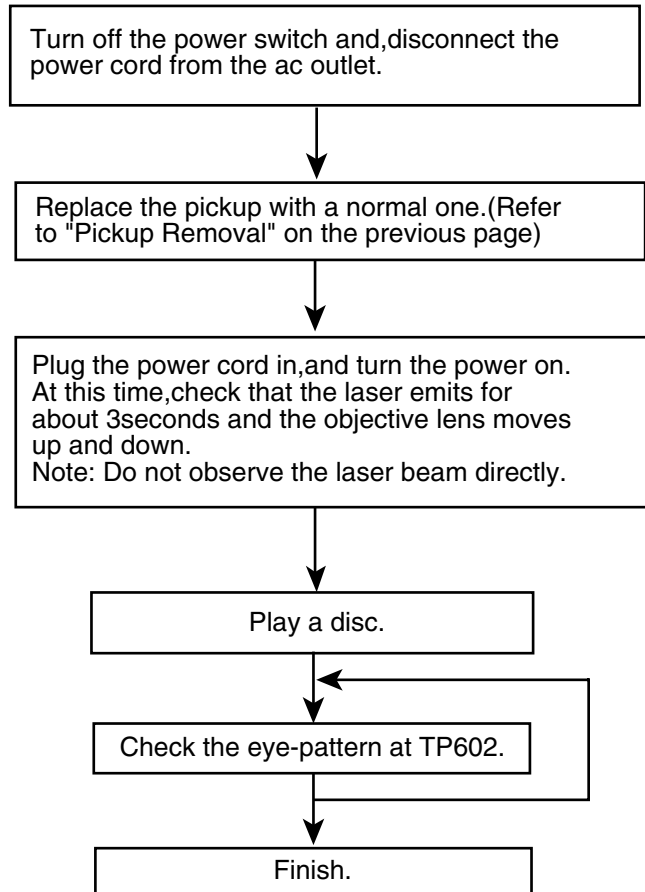 Turn off the power switch and,disconnect the
power cord from the ac outlet.
Replace the pickup with a normal one.(Refer
to "Pickup Removal" on the previous page)
Plug the power cord in,and turn the power on.
At this time,check that the laser emits for
about 3seconds and the objective lens moves
up and down.
Note: Do not observe the laser beam directly.
Play a disc.
Check the eye-pattern at TP602.
Finish.